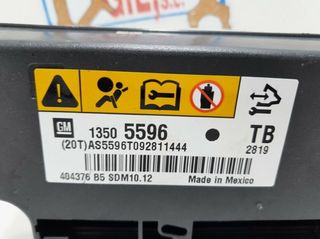 GM
1350 5596
TB
(20T)AS5596T092811444
2819
404376 B5 SDM10.12
Made in Mexico